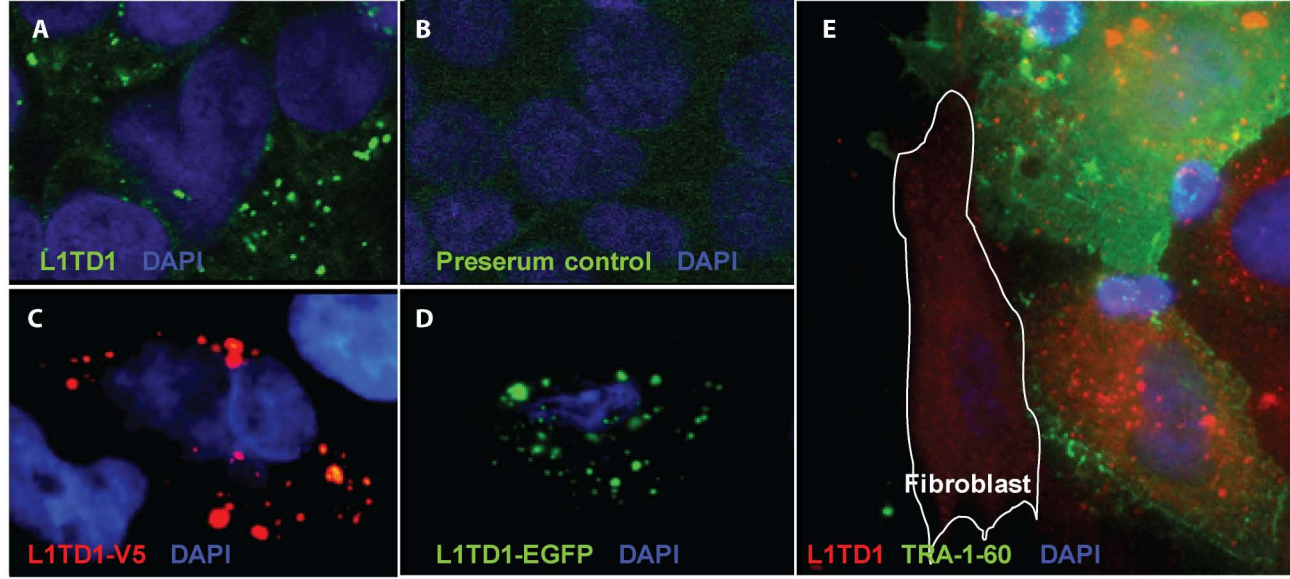 A
B
E
L1TD1 DAPI
Preserum control DAPI
C
D
Fibroblast
L1TD1-V5 DAPI
L1TD1-EGFP DAPI
L1TD1 TRA-1-60 DAPI